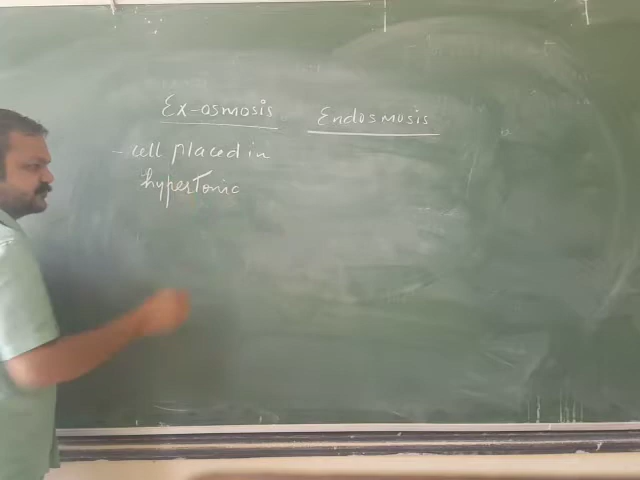 Ex-osmosis Endosmosis
- cell placed in
hypertonic